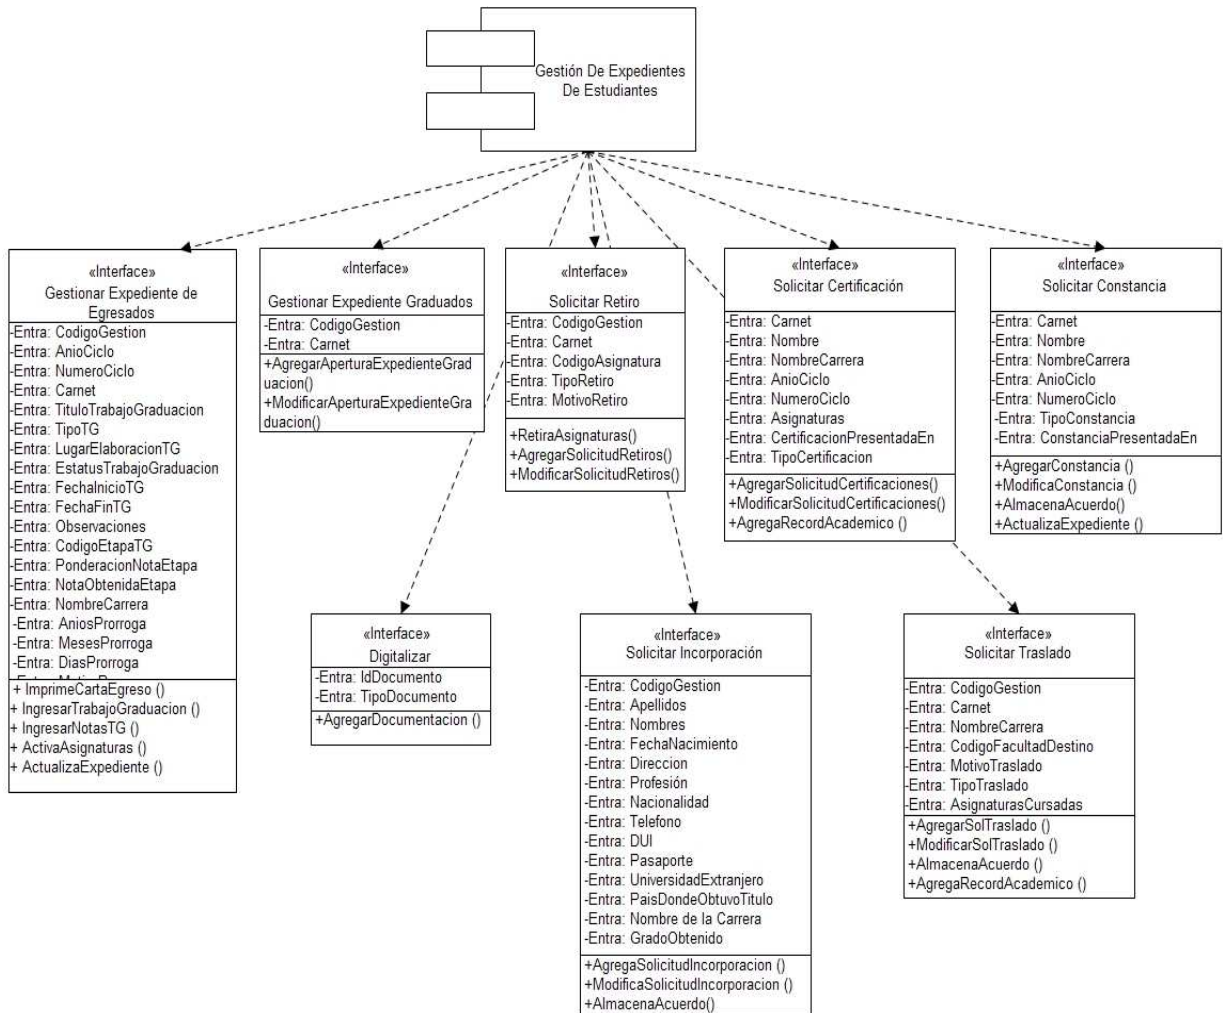 Gestión De Expedientes
De Estudiantes
«Interface»
Gestionar Expediente de
Egresados
-Entra: CodigoGestion
-Entra: AnioCiclo
-Entra: NumeroCiclo
-Entra: Carnet
-Entra: TituloTrabajoGraduacion
-Entra: TipoTG
-Entra: LugarElaboracionTG
-Entra: EstatusTrabajoGraduacion
-Entra: FechaInicioTG
-Entra: FechaFinTG
-Entra: Observaciones
-Entra: CodigoEtapaTG
-Entra: PonderacionNotaEtapa
-Entra: NotaObtenidaEtapa
-Entra: NombreCarrera
-Entra: AniosProrroga
-Entra: MesesProrroga
-Entra: DiasProrroga
+ ImprimeCartaEgreso ()
+ IngresarTrabajoGraduacion ()
+ IngresarNotasTG ()
+ ActivaAsignaturas ()
+ ActualizaExpediente ()
«Interface»
Gestionar Expediente Graduados
-Entra: CodigoGestion
-Entra: Carnet
+AgregarAperturaExpedienteGrad
uacion()
+ModificarAperturaExpedienteGra
duacion()
«Interface»
Solicitar Retiro
-Entra: CodigoGestion
-Entra: Carnet
-Entra: CodigoAsignatura
-Entra: TipoRetiro
-Entra: MotivoRetiro
+RetiraAsignaturas()
+AgregarSolicitudRetiros()
+ModificarSolicitudRetiros()
«Interface»
Solicitar Certificación
-Entra: Carnet
-Entra: Nombre
-Entra: NombreCarrera
-Entra: AnioCiclo
-Entra: NumeroCiclo
-Entra: Asignaturas
-Entra: CertificacionPresentadaEn
-Entra: TipoCertificacion
+AgregarSolicitudCertificaciones()
+ModificarSolicitudCertificaciones()
+AgregaRecordAcademico ()
«Interface»
Solicitar Constancia
-Entra: Carnet
-Entra: Nombre
-Entra: NombreCarrera
-Entra: AnioCiclo
-Entra: NumeroCiclo
-Entra: TipoConstancia
-Entra: ConstanciaPresentadaEn
+AgregarConstancia ()
+ModificaConstancia ()
+AlmacenaAcuerdo()
+ActualizaExpediente ()
«Interface»
Digitalizar
-Entra: IdDocumento
-Entra: TipoDocumento
+AgregarDocumentacion ()
«Interface»
Solicitar Incorporación
-Entra: CodigoGestion
-Entra: Apellidos
-Entra: Nombres
-Entra: FechaNacimiento
-Entra: Direccion
-Entra: Profesión
-Entra: Nacionalidad
-Entra: Telefono
-Entra: DUI
-Entra: Pasaporte
-Entra: UniversidadExtranjero
-Entra: PaisDondeObtuvoTitulo
-Entra: Nombre de la Carrera
-Entra: GradoObtenido
+AgregaSolicitudIncorporacion ()
+ModificaSolicitudIncorporacion ()
+AlmacenaAcuerdo()
«Interface»
Solicitar Traslado
-Entra: CodigoGestion
-Entra: Carnet
-Entra: NombreCarrera
-Entra: CodigoFacultadDestino
-Entra: MotivoTraslado
-Entra: TipoTraslado
-Entra: AsignaturasCursadas
+AgregarSolTraslado ()
+ModificarSolTraslado ()
+AlmacenaAcuerdo ()
+AgregaRecordAcademico ()